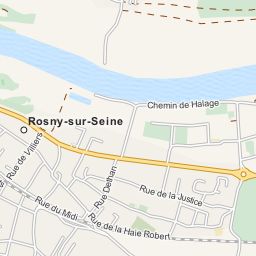 Chemin de Halage
Rosny-sur-Seine
Rue de Villiers
Rue Delhan
Rue de la Justice
Rue du Midi
Rue de la Haie Robert